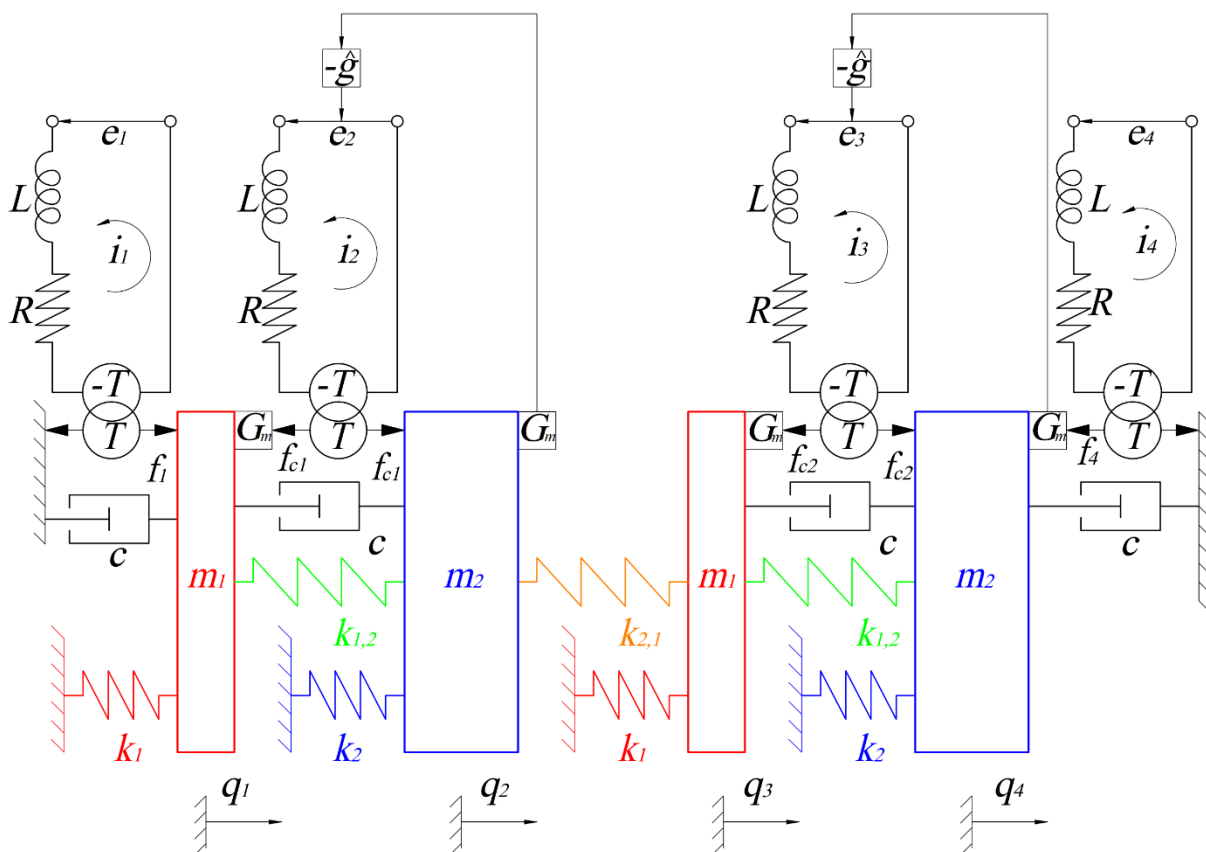 -ĝ -ĝ
e1 e2 e3 e4
L L L L
i1 i2 i3 i4
R R R R
-T -T -T -T
T Gm T Gm Gm T Gm T
f1 fc1 fc1 fc2 fc2 f4
c c c c
m1 m2 m1 m2
k1,2 k2,1 k1,2
k1 k2 k1 k2
q1 q2 q3 q4